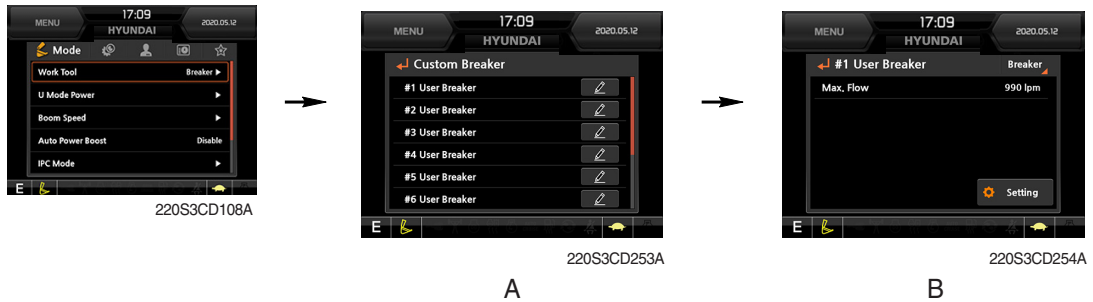 MENU
17:09
HYUNDAI
2020.05.12
Mode
Work Tool Breaker
U Mode Power
Boom Speed
Auto Power Boost Disable
IPC Mode
E
220S3CD108A
MENU
17:09
HYUNDAI
2020.05.12
Custom Breaker
#1 User Breaker
#2 User Breaker
#3 User Breaker
#4 User Breaker
#5 User Breaker
#6 User Breaker
E
220S3CD253A
A
MENU
17:09
HYUNDAI
2020.05.12
#1 User Breaker Breaker
Max, Flow 990 lpm
Setting
E
220S3CD254A
B